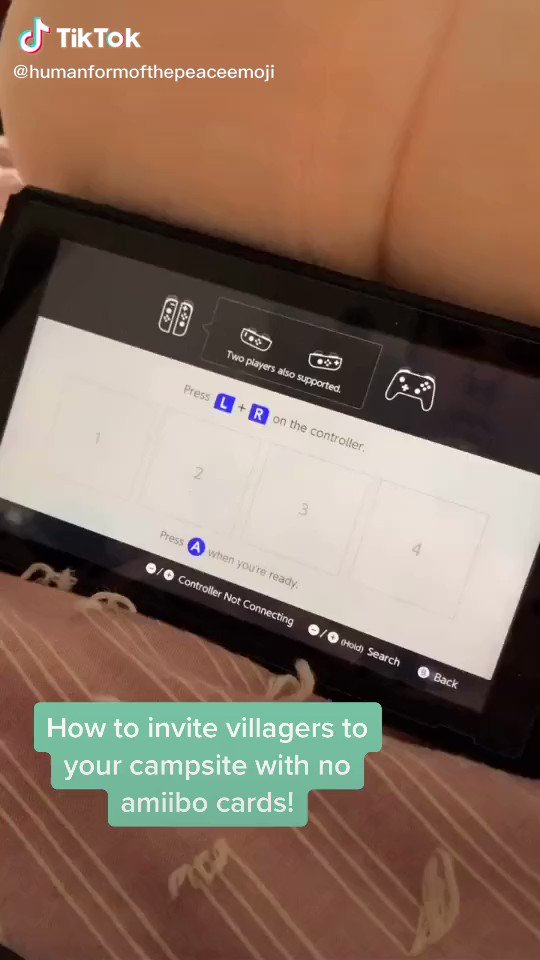 TikTok
@humanformofthepeaceemoji
Two players also supported.
Press L + R on the controller.
1
2
3
4
Press A when you're ready.
-/+ Controller Not Connecting
-/+ (Hold) Search
B Back
How to invite villagers to
your campsite with no
amiibo cards!